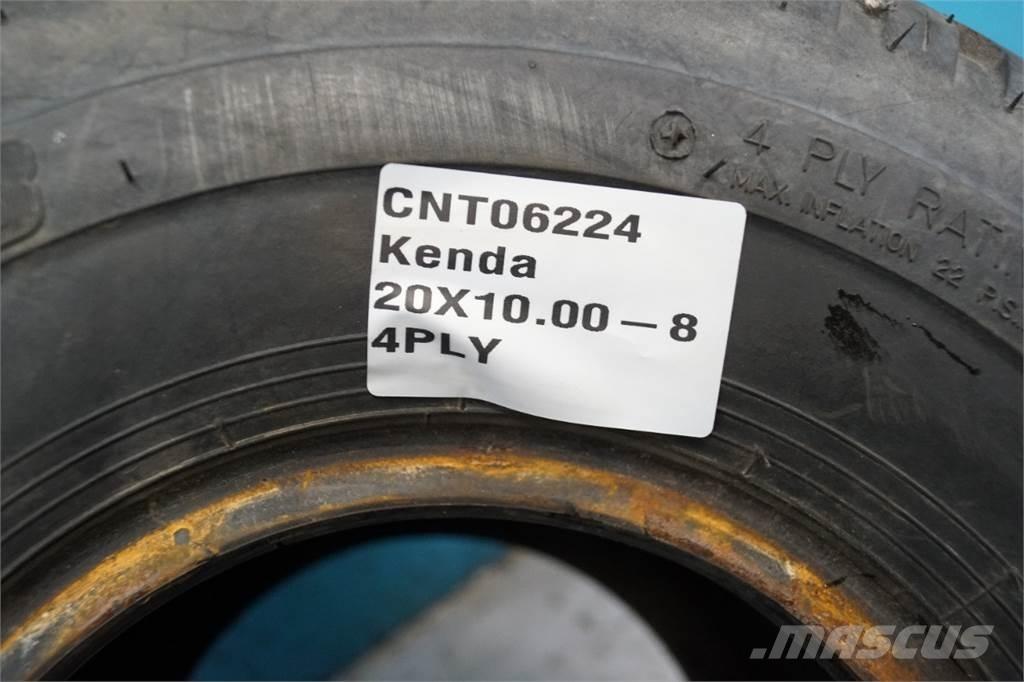 CNT06224
Kenda
20X10.00-8
4PLY
4 PLY RATI
MAX. INFLATION 22 PS
MASCUS